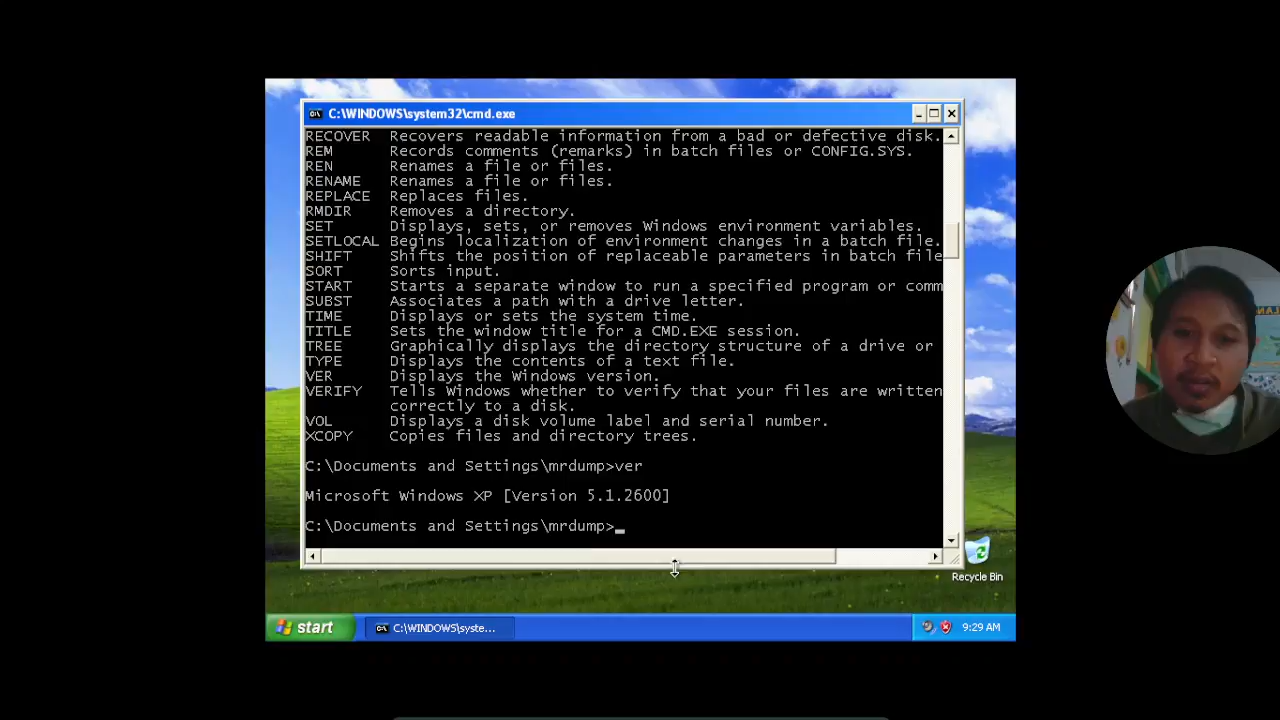 C:\WINDOWS\system32\cmd.exe
RECOVER Recovers readable information from a bad or defective disk.
REM Records comments (remarks) in batch files or CONFIG.SYS.
REN Renames a file or files.
RENAME Renames a file or files.
REPLACE Replaces files.
RMDIR Removes a directory.
SET Displays, sets, or removes Windows environment variables.
SETLOCAL Begins localization of environment changes in a batch file.
SHIFT Shifts the position of replaceable parameters in batch file
SORT Sorts input.
START Starts a separate window to run a specified program or comm
SUBST Associates a path with a drive letter.
TIME Displays or sets the system time.
TITLE Sets the window title for a CMD.EXE session.
TREE Graphically displays the directory structure of a drive or
TYPE Displays the contents of a text file.
VER Displays the Windows version.
VERIFY Tells Windows whether to verify that your files are written
correctly to a disk.
VOL Displays a disk volume label and serial number.
XCOPY Copies files and directory trees.
C:\Documents and Settings\mrdump>ver
Microsoft Windows XP [Version 5.1.2600]
C:\Documents and Settings\mrdump>_
Recycle Bin
start
C:\WINDOWS\syste...
9:29 AM